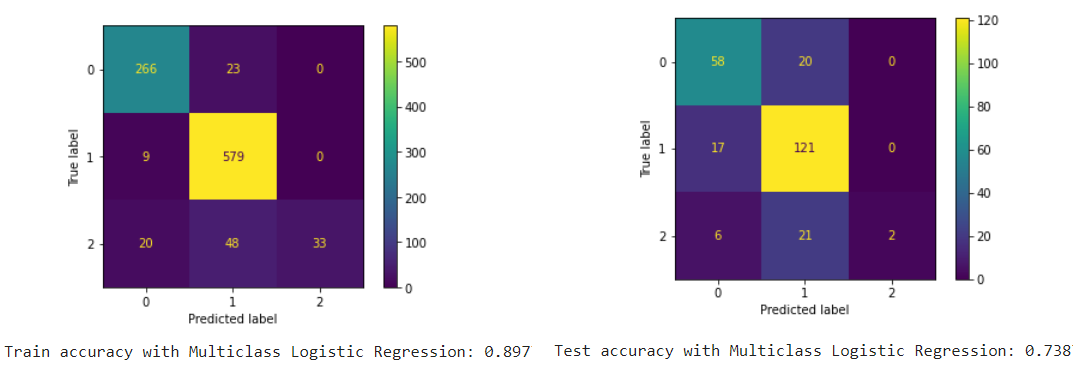 0 266 23 0
1 9 579 0
2 20 48 33
0 1 2
True label
Predicted label
500
400
300
200
100
0
Train accuracy with Multiclass Logistic Regression: 0.897
0 58 20 0
1 17 121 0
2 6 21 2
0 1 2
True label
Predicted label
120
100
80
60
40
20
0
Test accuracy with Multiclass Logistic Regression: 0.738